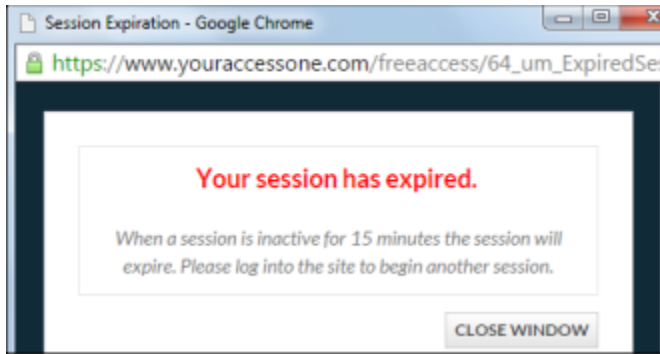 Session Expiration - Google Chrome
https://www.youraccessone.com/freeaccess/64_um_ExpiredSe
Your session has expired.
When a session is inactive for 15 minutes the session will
expire. Please log into the site to begin another session.
CLOSE WINDOW